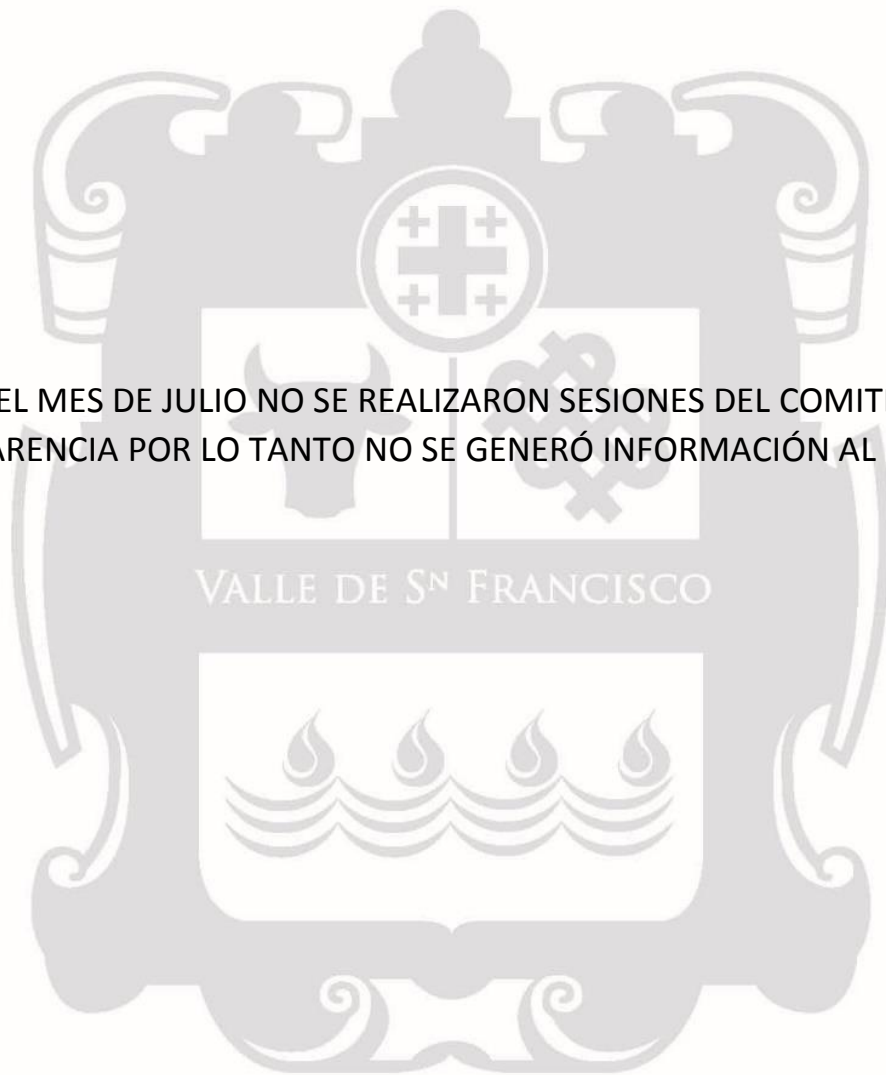 EL MES DE JULIO NO SE REALIZARON SESIONES DEL COMIT
ARENCIA POR LO TANTO NO SE GENERÓ INFORMACIÓN AL
VALLE DE SN FRANCISCO